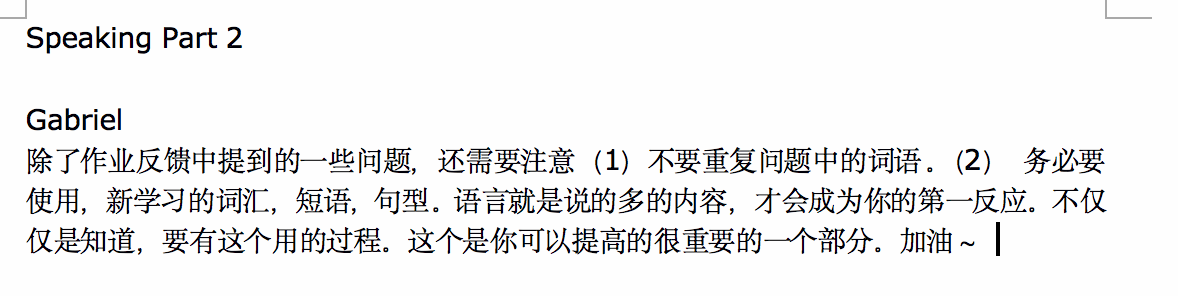 Speaking Part 2
Gabriel
除了作业反馈中提到的一些问题，还需要注意（1）不要重复问题中的词语。（2） 务必要
使用，新学习的词汇，短语，句型。语言就是说的多的内容，才会成为你的第一反应。不仅
仅是知道，要有这个用的过程。这个是你可以提高的很重要的一个部分。加油～